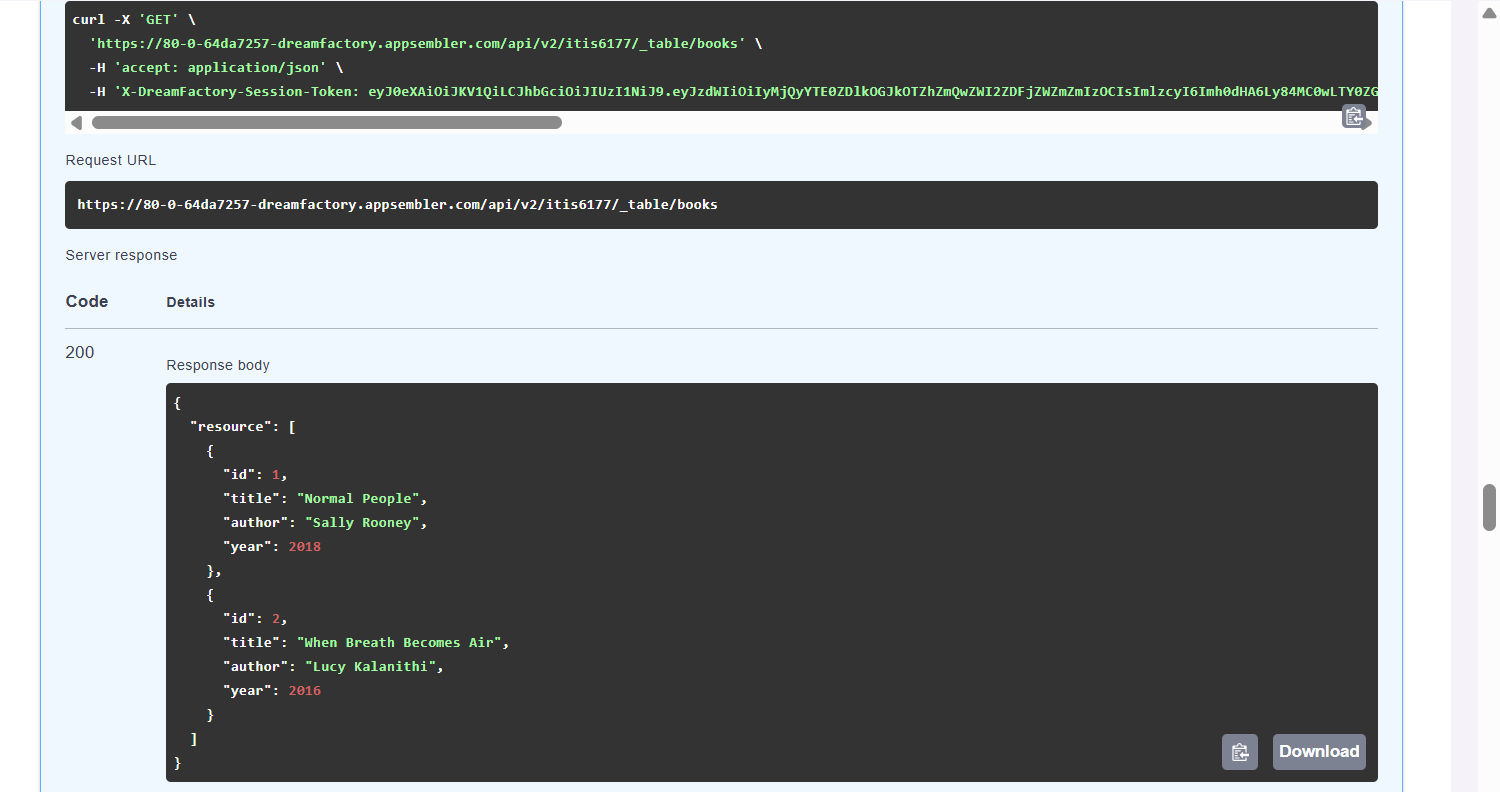 curl -X 'GET' \
  'https://80-0-64da7257-dreamfactory.appsembler.com/api/v2/itis6177/_table/books' \
  -H 'accept: application/json' \
  -H 'X-DreamFactory-Session-Token: eyJ0eXAiOiJKV1QiLCJhbGciOiJIUzI1NiJ9.eyJzdWIiOiIyMjQyYTE0ZDlkOGJkOTZhZmQwZWI2ZDFjZWZmZmIzOCIsImlzcyI6Imh0dHA6Ly84MC0wLTY0ZG
Request URL
https://80-0-64da7257-dreamfactory.appsembler.com/api/v2/itis6177/_table/books
Server response
Code Details
200
Response body
{
  "resource": [
    {
      "id": 1,
      "title": "Normal People",
      "author": "Sally Rooney",
      "year": 2018
    },
    {
      "id": 2,
      "title": "When Breath Becomes Air",
      "author": "Lucy Kalanithi",
      "year": 2016
    }
  ]
}
Download